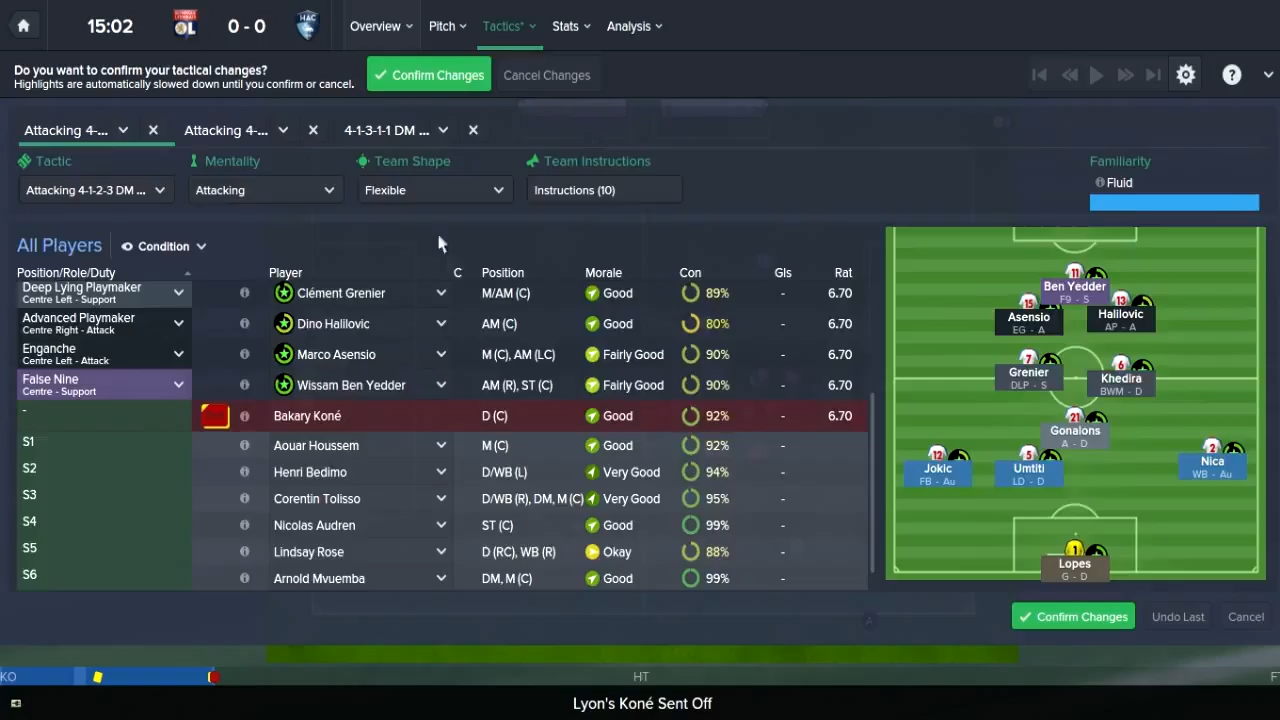 15:02
OLYMPIQUE LYONNAIS
0 - 0
HAC
Overview
Pitch
Tactics*
Stats
Analysis
Do you want to confirm your tactical changes?
Highlights are automatically slowed down until you confirm or cancel.
Confirm Changes
Cancel Changes
?
Attacking 4-...
Attacking 4-...
4-1-3-1-1 DM ...
Tactic
Mentality
Team Shape
Team Instructions
Familiarity
Attacking 4-1-2-3 DM ...
Attacking
Flexible
Instructions (10)
Fluid
All Players
Condition
Position/Role/Duty
Player
C
Position
Morale
Con
Gls
Rat
Deep Lying Playmaker
Centre Left - Support
Clément Grenier
M/AM (C)
Good
89%
-
6.70
Advanced Playmaker
Centre Right - Attack
Dino Halilovic
AM (C)
Good
80%
-
6.70
Enganche
Centre Left - Attack
Marco Asensio
M (C), AM (LC)
Fairly Good
90%
-
6.70
False Nine
Centre - Support
Wissam Ben Yedder
AM (R), ST (C)
Fairly Good
90%
-
6.70
-
Bakary Koné
D (C)
Good
92%
-
6.70
S1
Aouar Houssem
M (C)
Good
92%
-
S2
Henri Bedimo
D/WB (L)
Very Good
94%
-
S3
Corentin Tolisso
D/WB (R), DM, M (C)
Very Good
95%
-
S4
Nicolas Audren
ST (C)
Good
99%
-
S5
Lindsay Rose
D (RC), WB (R)
Okay
88%
-
S6
Arnold Mvuemba
DM, M (C)
Good
99%
-
11
Ben Yedder
F9 - S
15
Asensio
EG - A
13
Halilovic
AP - A
7
Grenier
DLP - S
6
Khedira
BWM - D
21
Gonalons
A - D
12
Jokic
FB - Au
5
Umtiti
LD - D
2
Nica
WB - Au
1
Lopes
G - D
Confirm Changes
Undo Last
Cancel
KO
HT
F
Lyon's Koné Sent Off